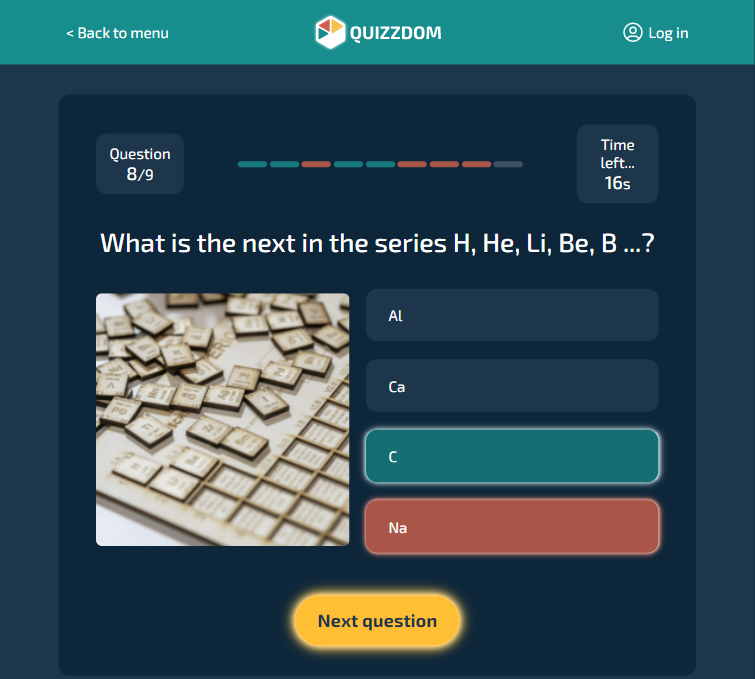 < Back to menu
QUIZZDOM
Log in
Question
8/9
Time
left...
16s
What is the next in the series H, He, Li, Be, B ...?
Al
Ca
C
Na
Next question